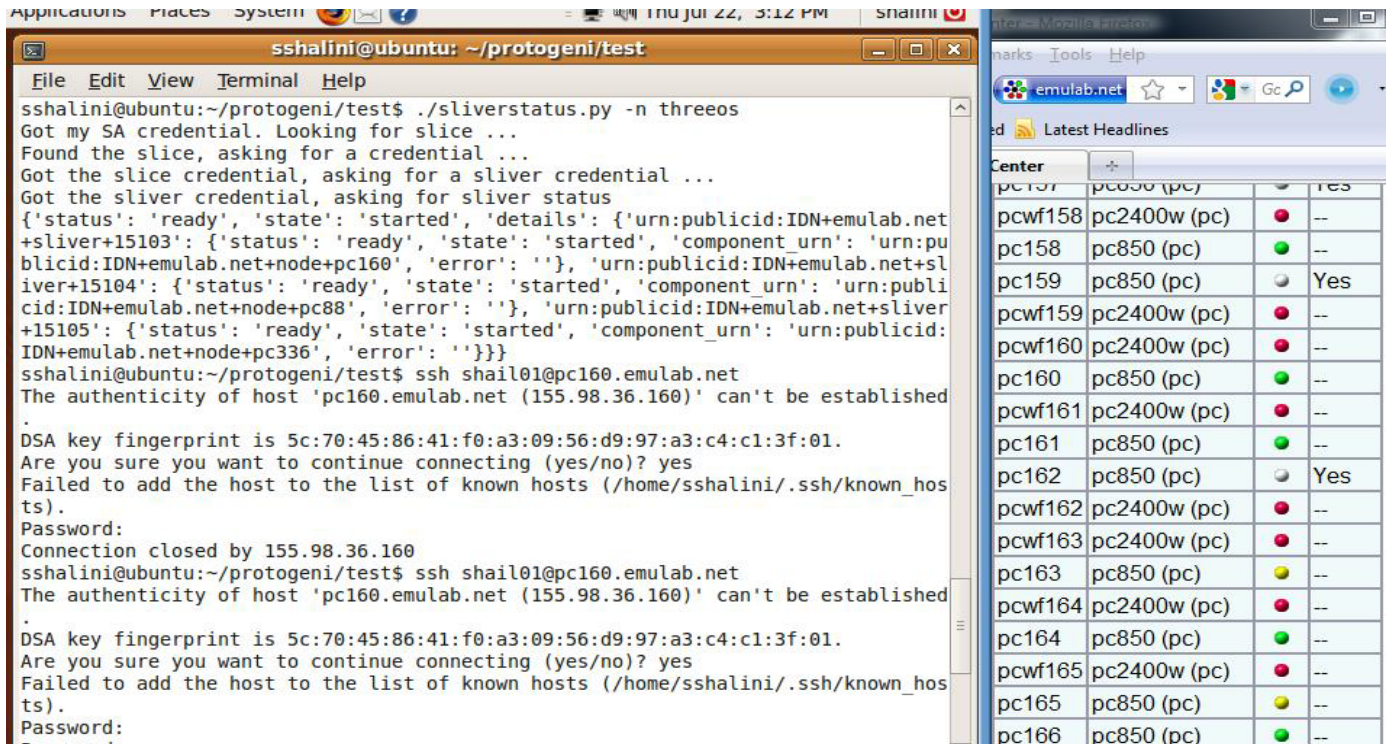 Applications Places System Thu Jul 22, 3:12 PM shalini
sshalini@ubuntu: ~/protogeni/test
File Edit View Terminal Help
sshalini@ubuntu:~/protogeni/test$ ./sliverstatus.py -n threeos
Got my SA credential. Looking for slice ...
Found the slice, asking for a credential ...
Got the slice credential, asking for a sliver credential ...
Got the sliver credential, asking for sliver status
{'status': 'ready', 'state': 'started', 'details': {'urn:publicid:IDN+emulab.net
+sliver+15103': {'status': 'ready', 'state': 'started', 'component_urn': 'urn:pu
blicid:IDN+emulab.net+node+pc160', 'error': ''}, 'urn:publicid:IDN+emulab.net+sl
iver+15104': {'status': 'ready', 'state': 'started', 'component_urn': 'urn:publi
cid:IDN+emulab.net+node+pc88', 'error': ''}, 'urn:publicid:IDN+emulab.net+sliver
+15105': {'status': 'ready', 'state': 'started', 'component_urn': 'urn:publicid:
IDN+emulab.net+node+pc336', 'error': ''}}}
sshalini@ubuntu:~/protogeni/test$ ssh shail01@pc160.emulab.net
The authenticity of host 'pc160.emulab.net (155.98.36.160)' can't be established
.
DSA key fingerprint is 5c:70:45:86:41:f0:a3:09:56:d9:97:a3:c4:c1:3f:01.
Are you sure you want to continue connecting (yes/no)? yes
Failed to add the host to the list of known hosts (/home/sshalini/.ssh/known_hos
ts).
Password:
Connection closed by 155.98.36.160
sshalini@ubuntu:~/protogeni/test$ ssh shail01@pc160.emulab.net
The authenticity of host 'pc160.emulab.net (155.98.36.160)' can't be established
.
DSA key fingerprint is 5c:70:45:86:41:f0:a3:09:56:d9:97:a3:c4:c1:3f:01.
Are you sure you want to continue connecting (yes/no)? yes
Failed to add the host to the list of known hosts (/home/sshalini/.ssh/known_hos
ts).
Password:
nter - Mozilla Firefox
marks Tools Help
emulab.net Gc
ed Latest Headlines
Center
pc157 pc850 (pc) Yes
pcwf158 pc2400w (pc) --
pc158 pc850 (pc) --
pc159 pc850 (pc) Yes
pcwf159 pc2400w (pc) --
pcwf160 pc2400w (pc) --
pc160 pc850 (pc) --
pcwf161 pc2400w (pc) --
pc161 pc850 (pc) --
pc162 pc850 (pc) Yes
pcwf162 pc2400w (pc) --
pcwf163 pc2400w (pc) --
pc163 pc850 (pc) --
pcwf164 pc2400w (pc) --
pc164 pc850 (pc) --
pcwf165 pc2400w (pc) --
pc165 pc850 (pc) --
pc166 pc850 (pc) --